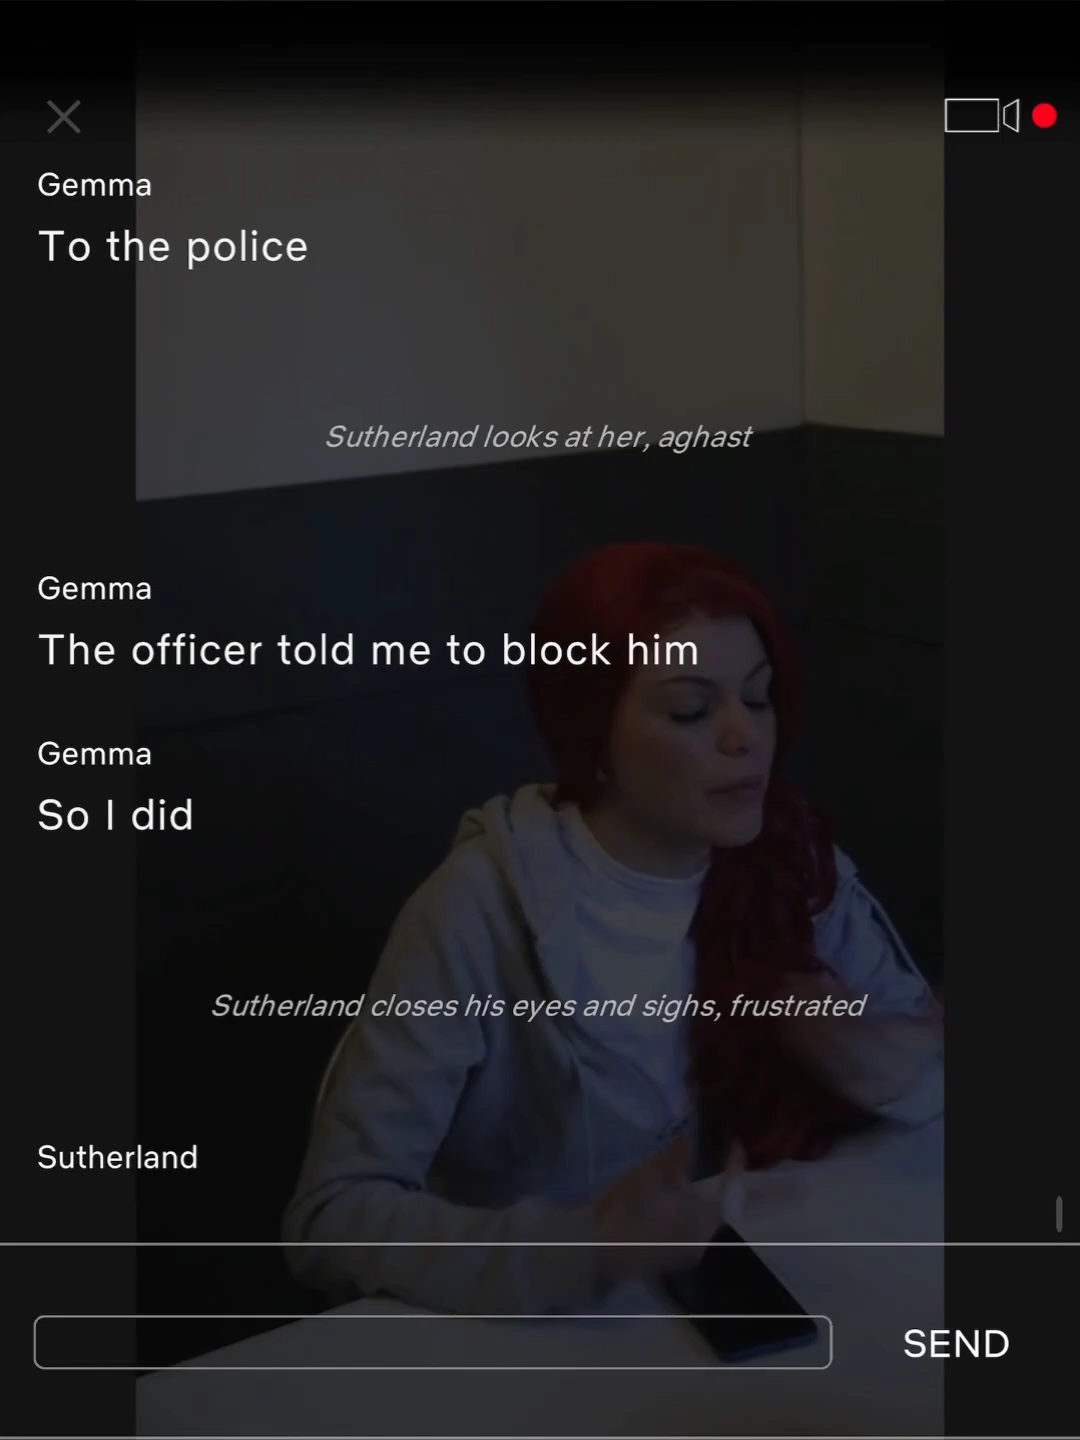 Gemma
To the police
Sutherland looks at her, aghast
Gemma
The officer told me to block him
Gemma
So I did
Sutherland closes his eyes and sighs, frustrated
Sutherland
SEND